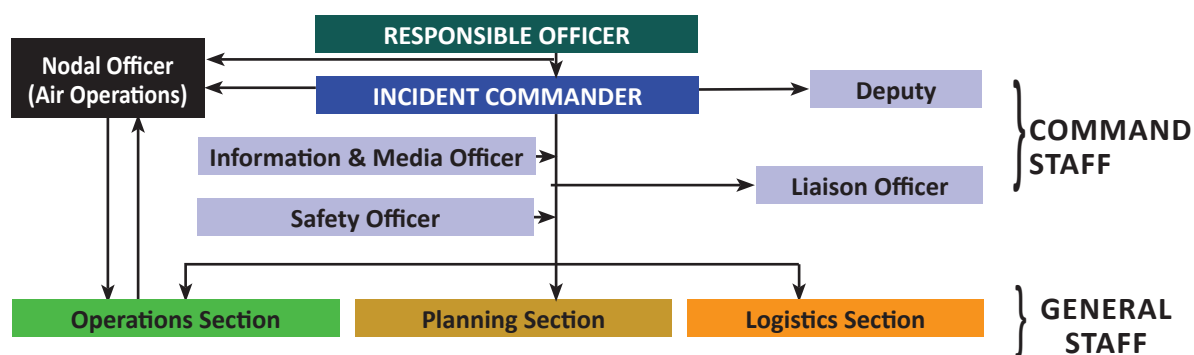 RESPONSIBLE OFFICER
Nodal Officer
(Air Operations)
INCIDENT COMMANDER
Deputy
Information & Media Officer
COMMAND
STAFF
Liaison Officer
Safety Officer
Operations Section
Planning Section
Logistics Section
GENERAL
STAFF